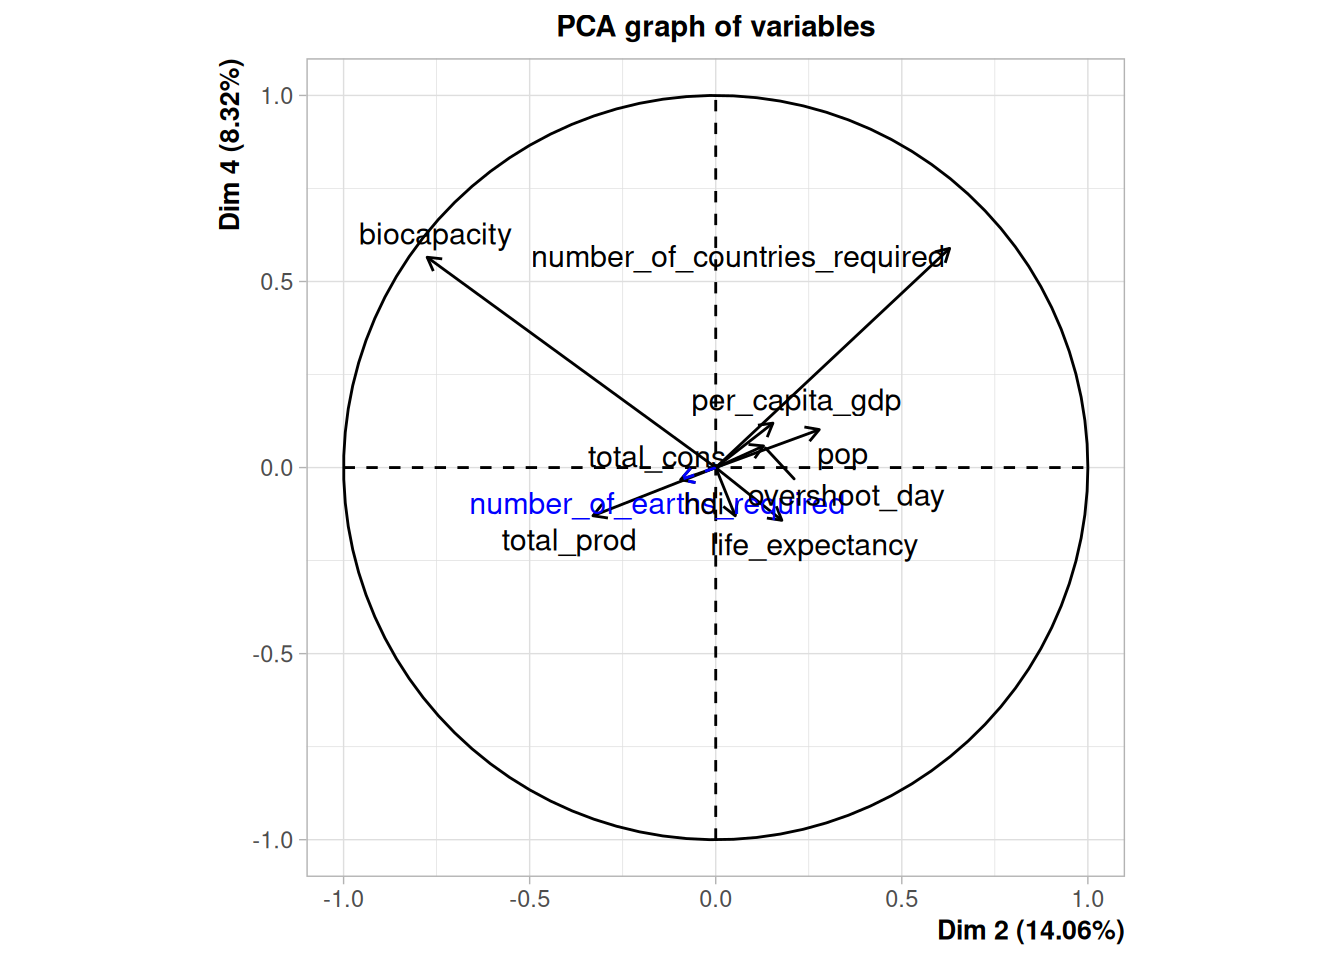 PCA graph of variables
Dim 4 (8.32%)
1.0
0.5
0.0
-0.5
-1.0
biocapacity
number_of_countries_required
per_capita_gdp
total_cons
pop
overshoot_day
number_of_earths_required
hdi
total_prod
life_expectancy
-1.0
-0.5
0.0
0.5
1.0
Dim 2 (14.06%)